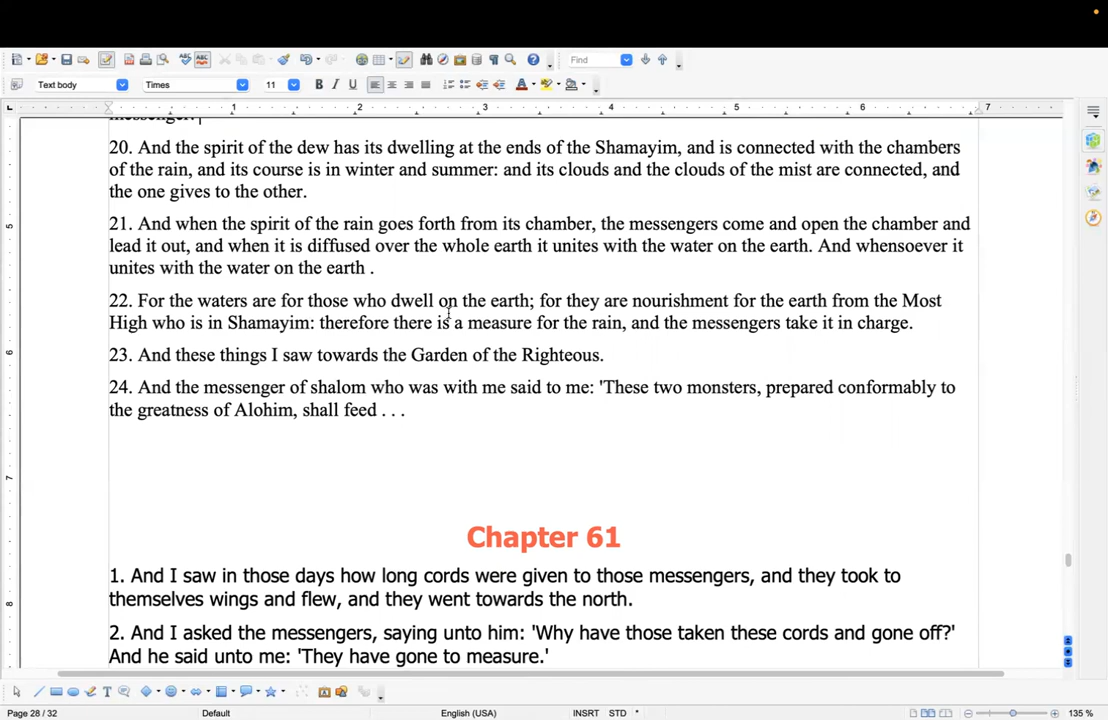 Find
Text body
Times
11
1 2 3 4 5 6 7
messenger.
20. And the spirit of the dew has its dwelling at the ends of the Shamayim, and is connected with the chambers
of the rain, and its course is in winter and summer: and its clouds and the clouds of the mist are connected, and
the one gives to the other.
21. And when the spirit of the rain goes forth from its chamber, the messengers come and open the chamber and
lead it out, and when it is diffused over the whole earth it unites with the water on the earth. And whensoever it
unites with the water on the earth .
22. For the waters are for those who dwell on the earth; for they are nourishment for the earth from the Most
High who is in Shamayim: therefore there is a measure for the rain, and the messengers take it in charge.
23. And these things I saw towards the Garden of the Righteous.
24. And the messenger of shalom who was with me said to me: 'These two monsters, prepared conformably to
the greatness of Alohim, shall feed . . .
Chapter 61
1. And I saw in those days how long cords were given to those messengers, and they took to
themselves wings and flew, and they went towards the north.
2. And I asked the messengers, saying unto him: 'Why have those taken these cords and gone off?'
And he said unto me: 'They have gone to measure.'
5
6
7
8
Page 28 / 32
Default
English (USA)
INSRT
STD
*
135 %